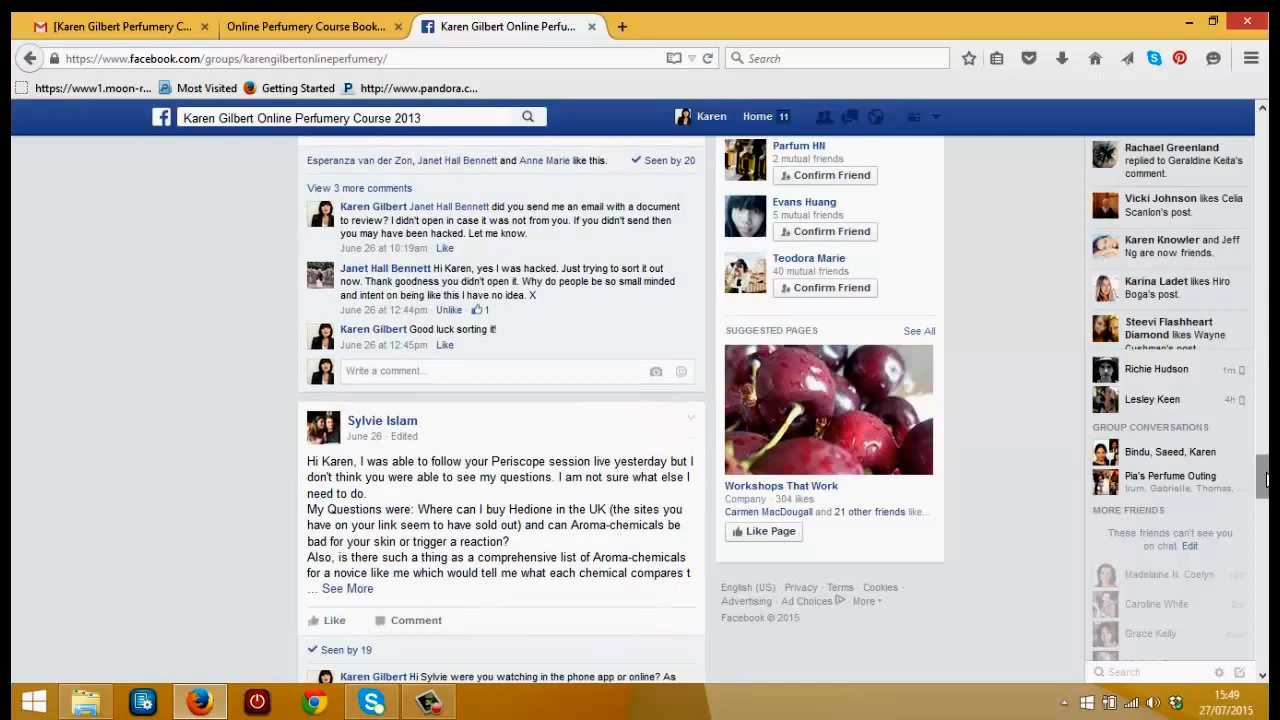 [Karen Gilbert Perfumery C...
Online Perfumery Course Book...
Karen Gilbert Online Perfu...
https://www.facebook.com/groups/karengilbertonlineperfumery/
Search
https://www1.moon-r...
Most Visited
Getting Started
http://www.pandora.c...
Karen Gilbert Online Perfumery Course 2013
Karen
Home 11
Esperanza van der Zon, Janet Hall Bennett and Anne Marie like this.
Seen by 20
View 3 more comments
Karen Gilbert Janet Hall Bennett did you send me an email with a document
to review? I didn't open in case it was not from you. If you didn't send then
you may have been hacked. Let me know.
June 26 at 10:19am · Like
Janet Hall Bennett Hi Karen, yes I was hacked. Just trying to sort it out
now. Thank goodness you didn't open it. Why do people be so small minded
and intent on being like this I have no idea. X
June 26 at 12:44pm · Unlike · 1
Karen Gilbert Good luck sorting it!
June 26 at 12:45pm · Like
Write a comment...
Sylvie Islam
June 26 · Edited
Hi Karen, I was able to follow your Periscope session live yesterday but I
don't think you were able to see my questions. I am not sure what else I
need to do.
My Questions were: Where can I buy Hedione in the UK (the sites you
have on your link seem to have sold out) and can Aroma-chemicals be
bad for your skin or trigger a reaction?
Also, is there such a thing as a comprehensive list of Aroma-chemicals
for a novice like me which would tell me what each chemical compares t
... See More
Like Comment
Seen by 19
Karen Gilbert Hi Sylvie were you watching in the phone app or online? As
Parfum HN
2 mutual friends
Confirm Friend
Evans Huang
5 mutual friends
Confirm Friend
Teodora Marie
40 mutual friends
Confirm Friend
SUGGESTED PAGES
See All
Workshops That Work
Company · 304 likes
Carmen MacDougall and 21 other friends like...
Like Page
English (US) · Privacy · Terms · Cookies ·
Advertising · Ad Choices · More
Facebook © 2015
Rachael Greenland
replied to Geraldine Keita's
comment.
Vicki Johnson likes Celia
Scanlon's post.
Karen Knowler and Jeff
Ng are now friends.
Karina Ladet likes Hiro
Boga's post.
Steevi Flashheart
Diamond likes Wayne
Cushman's post
Richie Hudson
1m
Lesley Keen
4h
GROUP CONVERSATIONS
Bindu, Saeed, Karen
Pia's Perfume Outing
Irum, Gabrielle, Thomas, ...
MORE FRIENDS
These friends can't see you
on chat. Edit
Madelaine N. Coelyn
Caroline White
2m
Grace Kelly
Search
15:49
27/07/2015